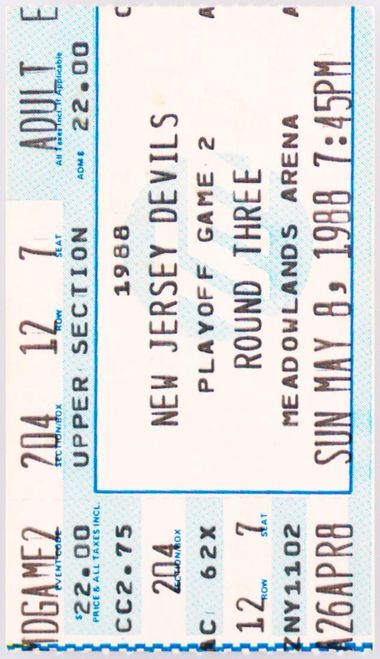 MDGAME2 204 12 7 ADULT
EVENT CODE SECTION/BOX ROW SEAT All Taxes Incl. If Applicable
$22.00 UPPER SECTION ADM$ 22.00
PRICE & ALL TAXES INCL.
CC2.75 1988
204 NEW JERSEY DEVILS
SECTION/BOX
AC 62X PLAYOFF GAME 2
12 7 ROUND THREE
ROW SEAT
ZNY1102 MEADOWLANDS ARENA
A26APR8 SUN MAY 8, 1988 7:45PM